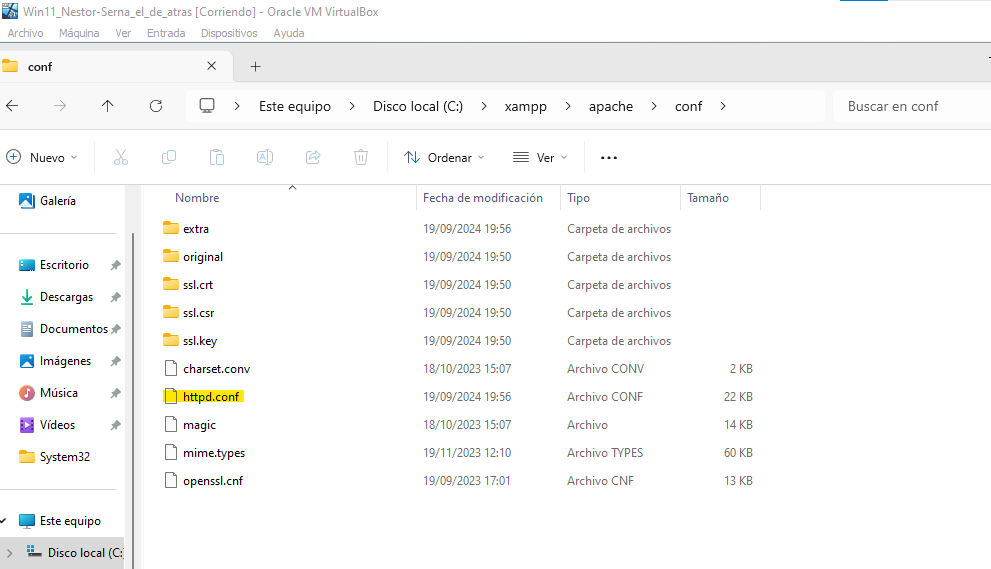 Win11_Nestor-Serna_el_de_atras [Corriendo] - Oracle VM VirtualBox
Archivo Máquina Ver Entrada Dispositivos Ayuda
conf
Este equipo Disco local (C:) xampp apache conf Buscar en conf
Nuevo Ordenar Ver
Nombre Fecha de modificación Tipo Tamaño
Galería
Escritorio
Descargas
Documentos
Imágenes
Música
Vídeos
System32
Este equipo
Disco local (C:
extra 19/09/2024 19:56 Carpeta de archivos
original 19/09/2024 19:50 Carpeta de archivos
ssl.crt 19/09/2024 19:50 Carpeta de archivos
ssl.csr 19/09/2024 19:50 Carpeta de archivos
ssl.key 19/09/2024 19:50 Carpeta de archivos
charset.conv 18/10/2023 15:07 Archivo CONV 2 KB
httpd.conf 19/09/2024 19:56 Archivo CONF 22 KB
magic 18/10/2023 15:07 Archivo 14 KB
mime.types 19/11/2023 12:10 Archivo TYPES 60 KB
openssl.cnf 19/09/2023 17:01 Archivo CNF 13 KB